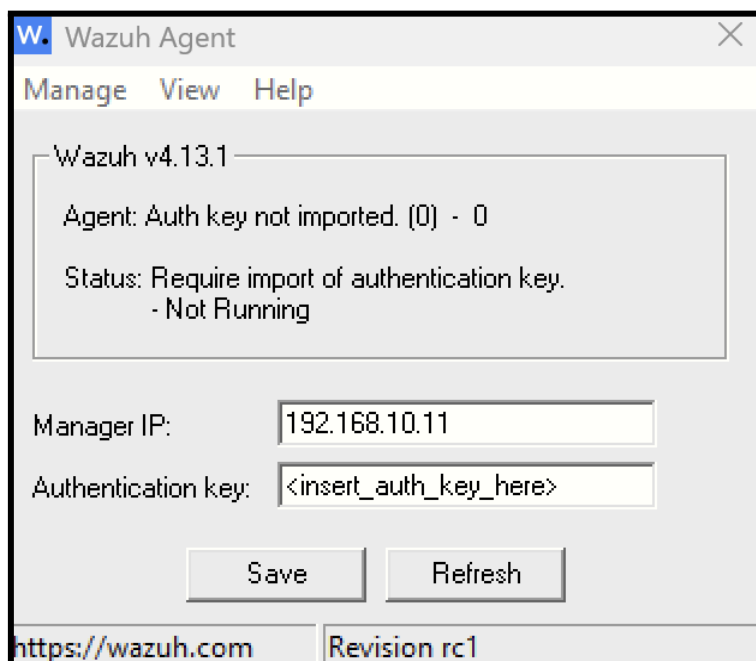 W. Wazuh Agent
Manage View Help
Wazuh v4.13.1
Agent: Auth key not imported. (0) - 0
Status: Require import of authentication key.
- Not Running
Manager IP: 192.168.10.11
Authentication key: <insert_auth_key_here>
Save Refresh
https://wazuh.com Revision rc1